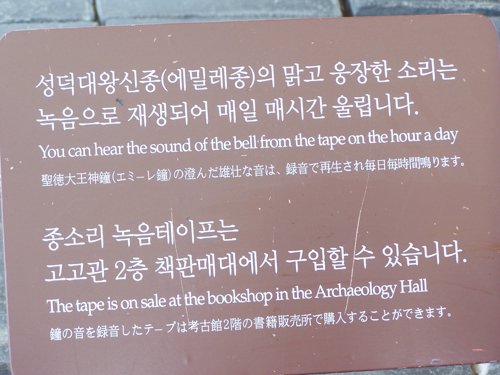 성덕대왕신종(에밀레종)의 맑고 웅장한 소리는
녹음으로 재생되어 매일 매시간 울립니다.
You can hear the sound of the bell from the tape on the hour a day
聖徳大王神鐘(エミーレ鐘)の澄んだ雄壮な音は、録音で再生され毎日毎時間鳴ります。
종소리 녹음테이프는
고고관 2층 책판매대에서 구입할 수 있습니다.
The tape is on sale at the bookshop in the Archaeology Hall
鐘の音を録音したテープは考古館2階の書籍販売所で購入することができます。